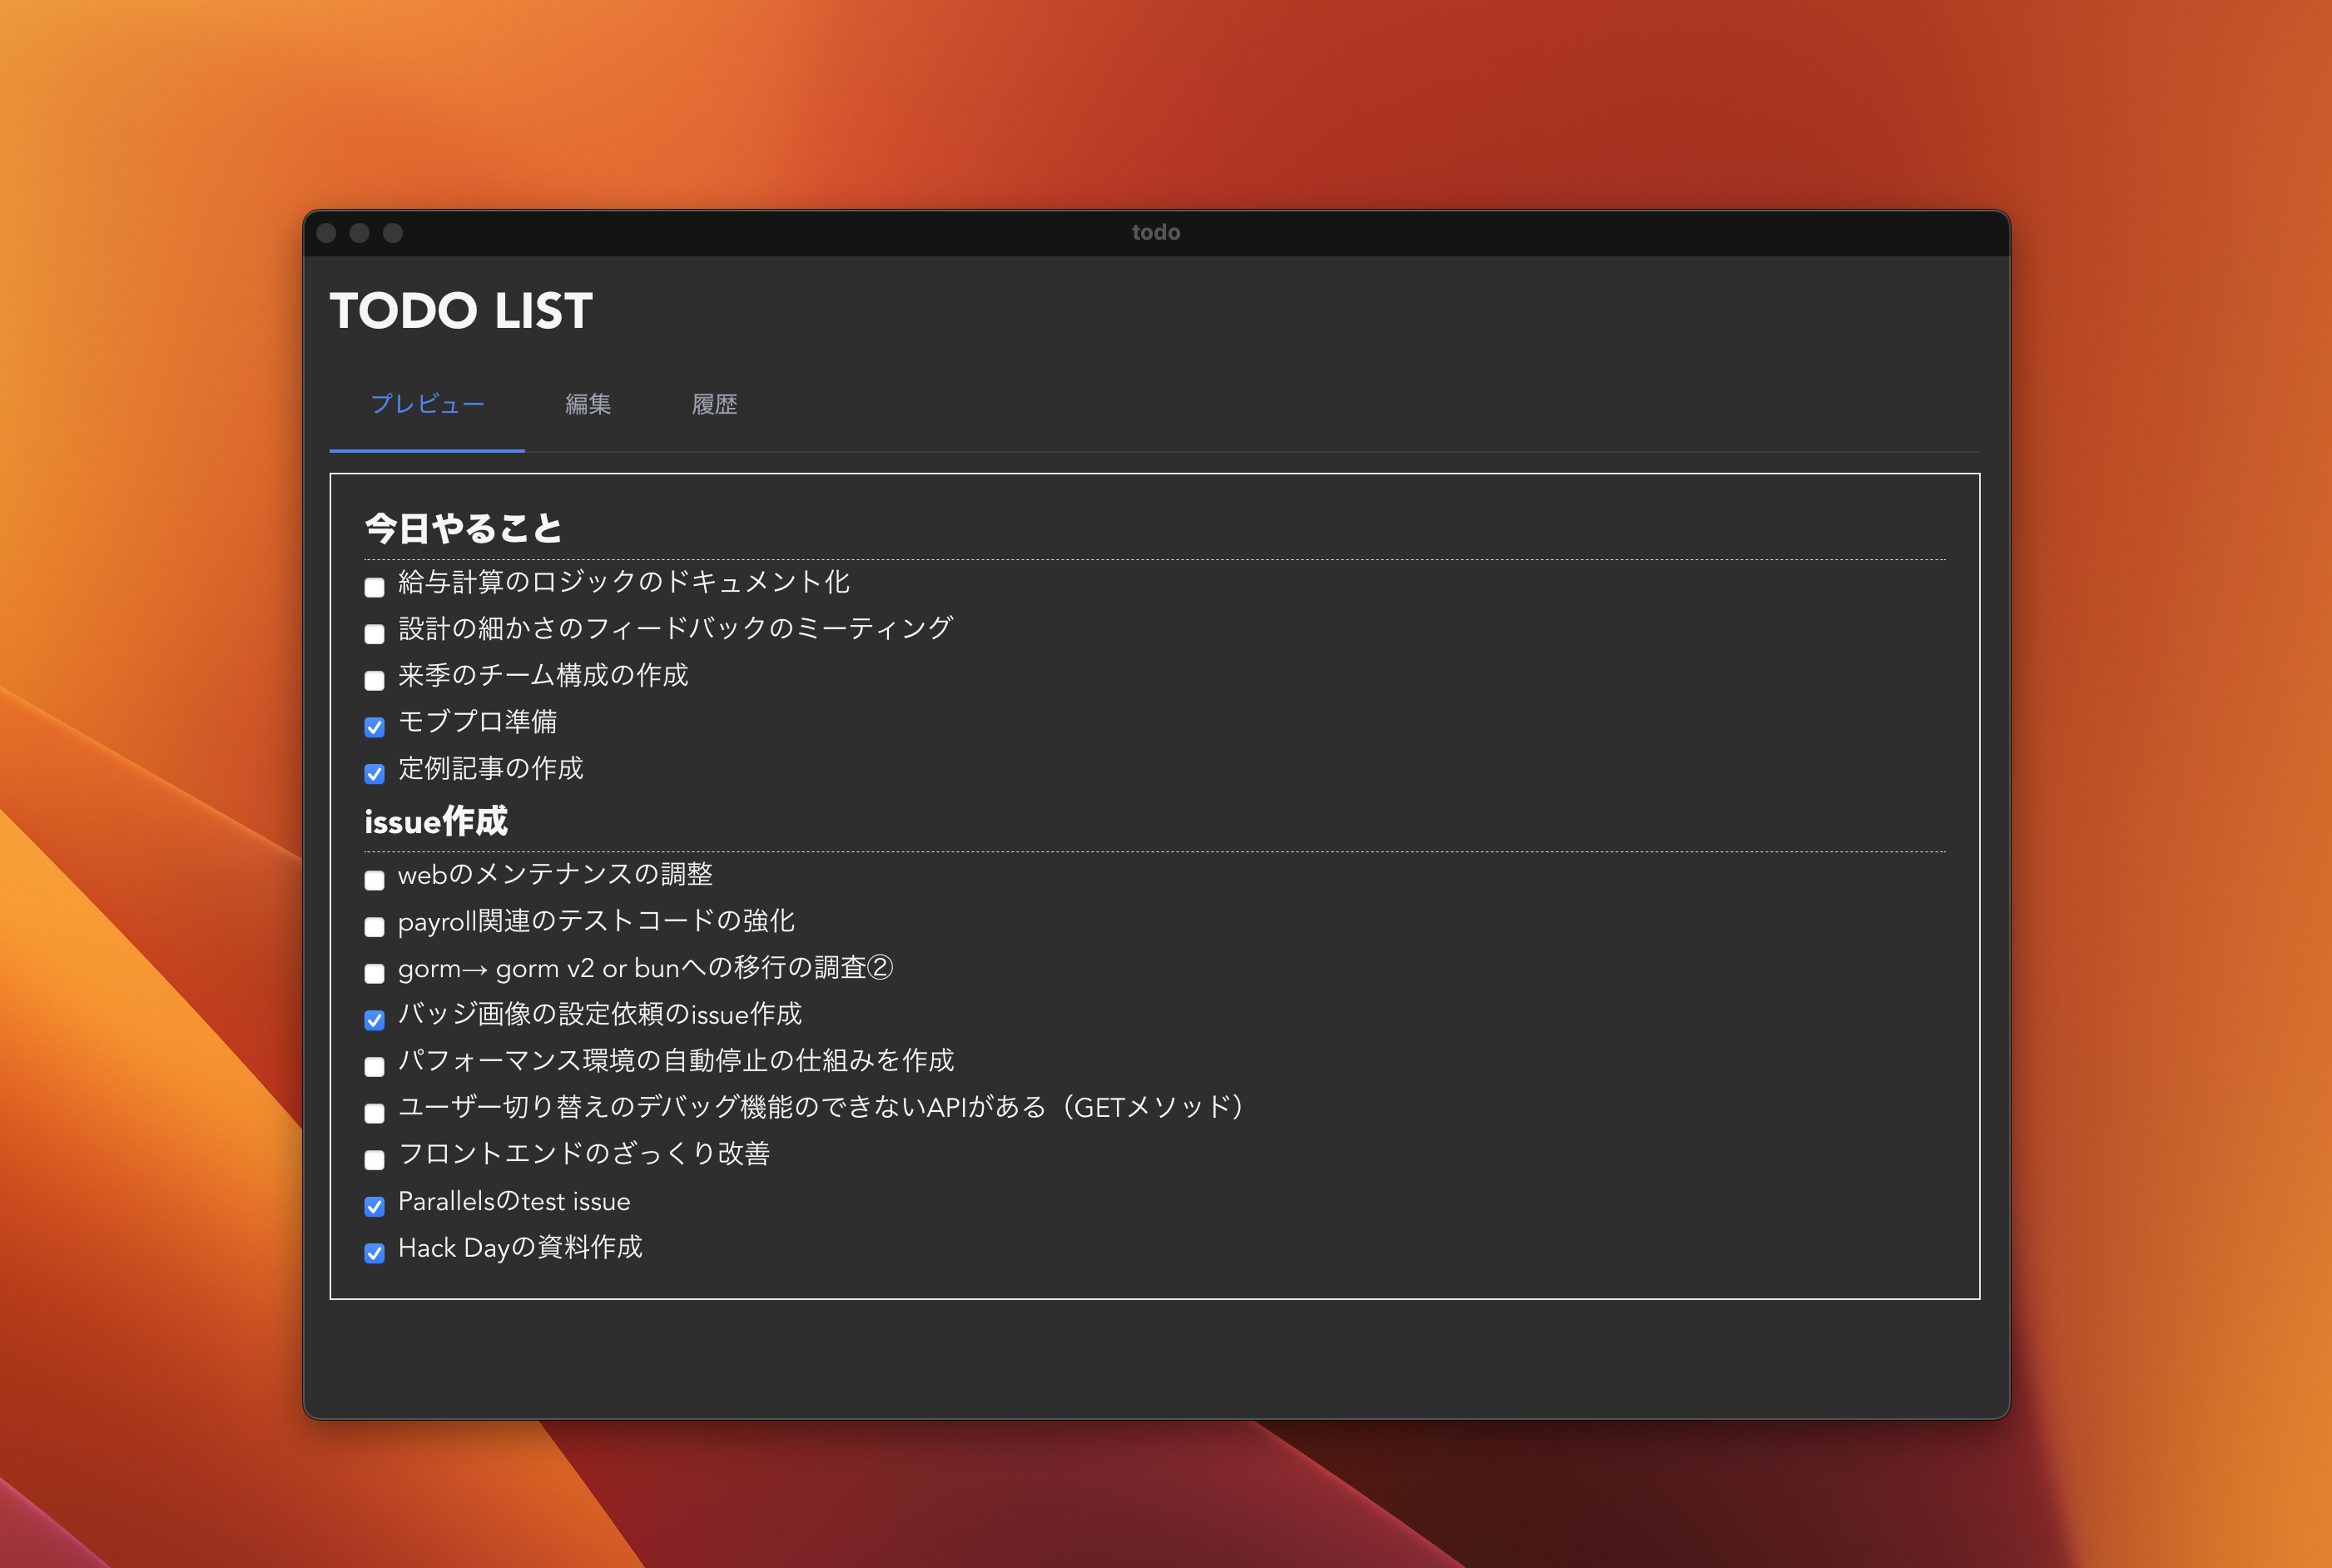 todo
TODO LIST
プレビュー 編集 履歴
今日やること
給与計算のロジックのドキュメント化
設計の細かさのフィードバックのミーティング
来季のチーム構成の作成
モブプロ準備
定例記事の作成
issue作成
webのメンテナンスの調整
payroll関連のテストコードの強化
gorm→ gorm v2 or bunへの移行の調査②
バッジ画像の設定依頼のissue作成
パフォーマンス環境の自動停止の仕組みを作成
ユーザー切り替えのデバッグ機能のできないAPIがある（GETメソッド）
フロントエンドのざっくり改善
Parallelsのtest issue
Hack Dayの資料作成